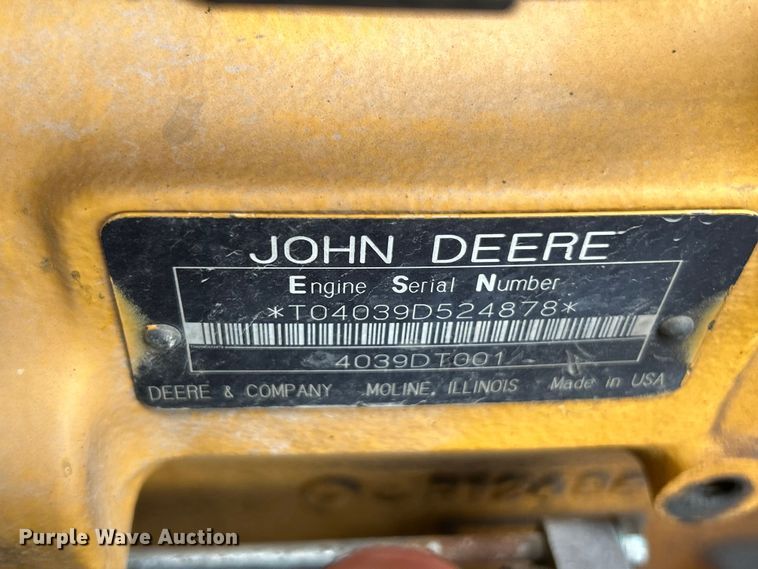 JOHN DEERE
Engine Serial Number
*T04039D524878*
4039DT001
DEERE & COMPANY MOLINE, ILLINOIS Made in USA
Purple Wave Auction